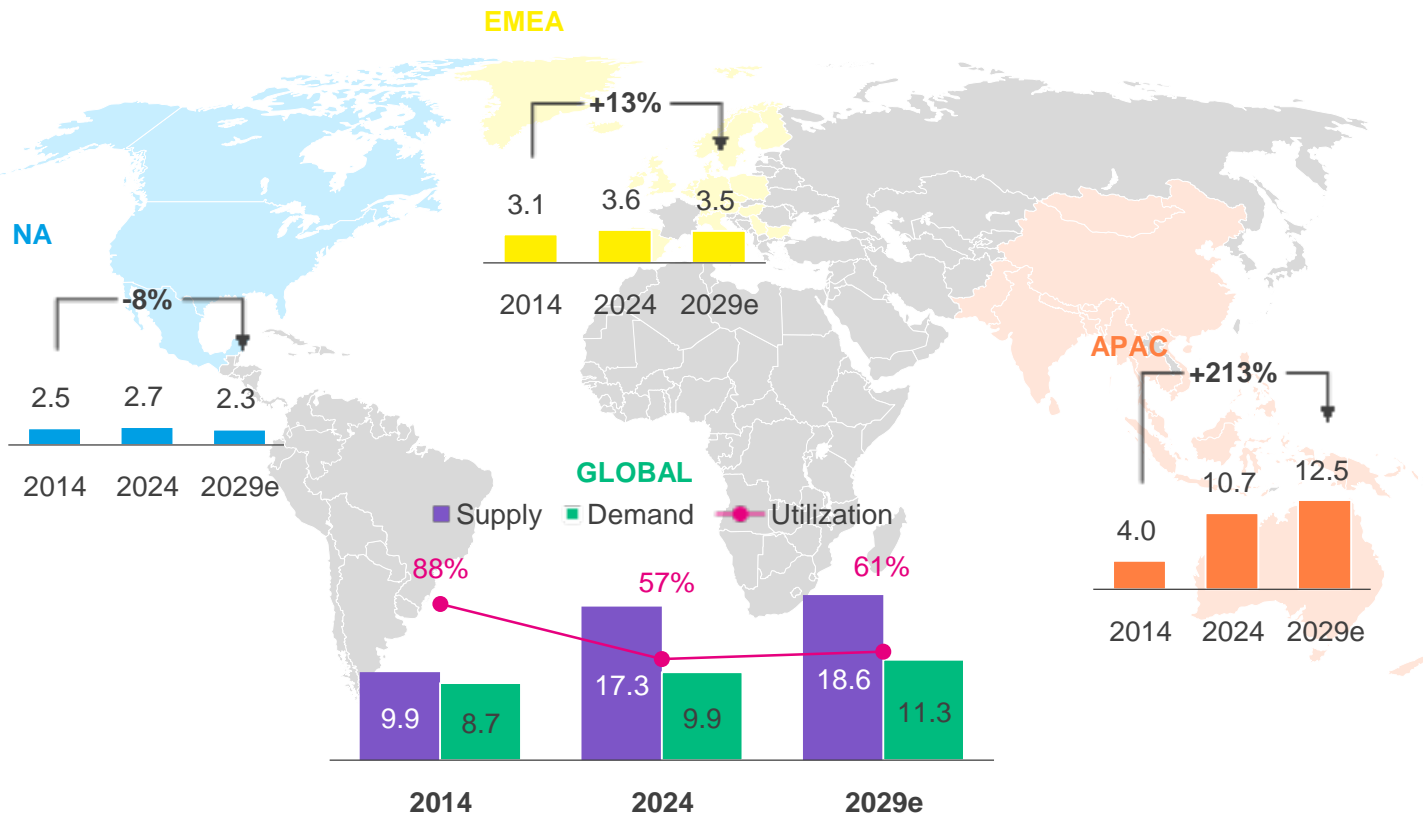 EMEA
+13%
3.1 3.6 3.5
2014 2024 2029e
NA
-8%
2.5 2.7 2.3
2014 2024 2029e
APAC
+213%
4.0 10.7 12.5
2014 2024 2029e
GLOBAL
Supply Demand Utilization
88% 57% 61%
9.9 8.7 17.3 9.9 18.6 11.3
2014 2024 2029e